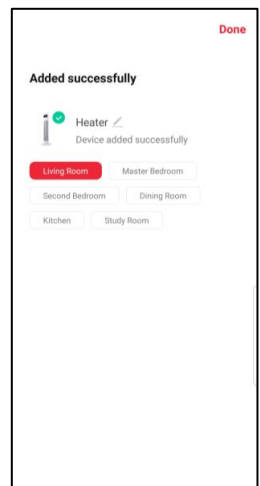 Done
Added successfully
Heater
Device added successfully
Living Room Master Bedroom
Second Bedroom Dining Room
Kitchen Study Room